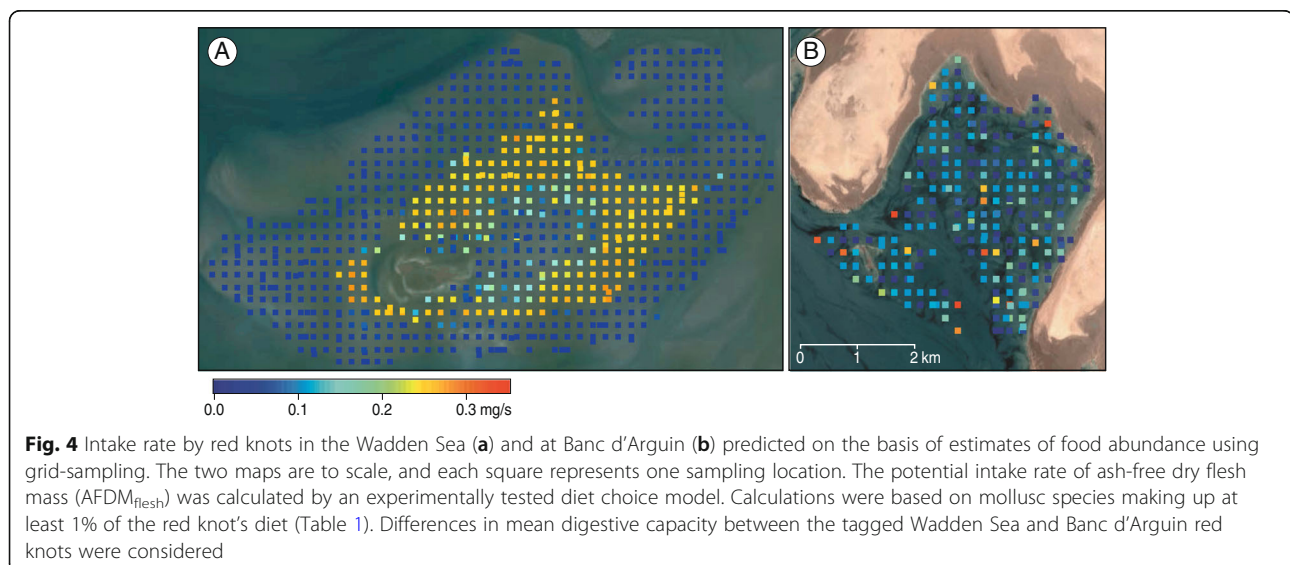 A
B
0 1 2 km
0.0 0.1 0.2 0.3 mg/s
Fig. 4 Intake rate by red knots in the Wadden Sea (a) and at Banc d'Arguin (b) predicted on the basis of estimates of food abundance using
grid-sampling. The two maps are to scale, and each square represents one sampling location. The potential intake rate of ash-free dry flesh
mass (AFDMflesh) was calculated by an experimentally tested diet choice model. Calculations were based on mollusc species making up at
least 1% of the red knot's diet (Table 1). Differences in mean digestive capacity between the tagged Wadden Sea and Banc d'Arguin red
knots were considered